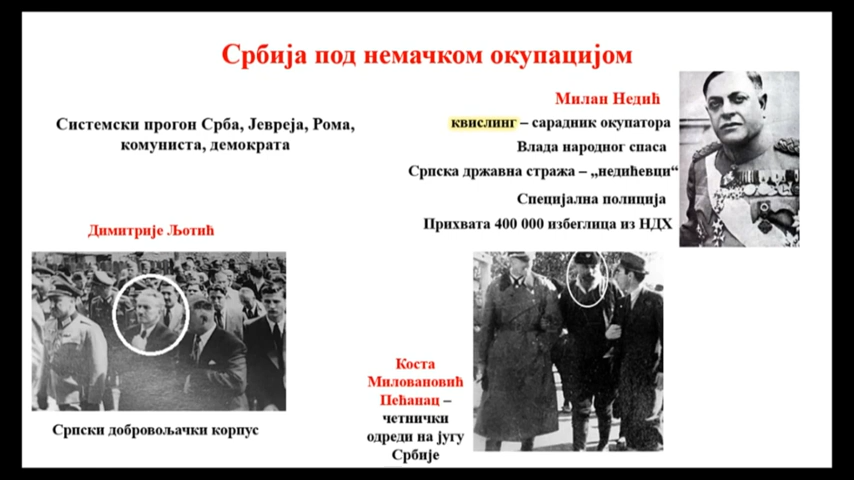 Србија под немачком окупацијом
Системски прогон Срба, Јевреја, Рома,
комуниста, демократа
Милан Недић
квислинг – сарадник окупатора
Влада народног спаса
Српска државна стража – „недићевци“
Специјална полиција
Прихвата 400 000 избеглица из НДХ
Димитрије Љотић
Српски добровољачки корпус
Коста
Миловановић
Пећанац –
четнички
одреди на југу
Србије